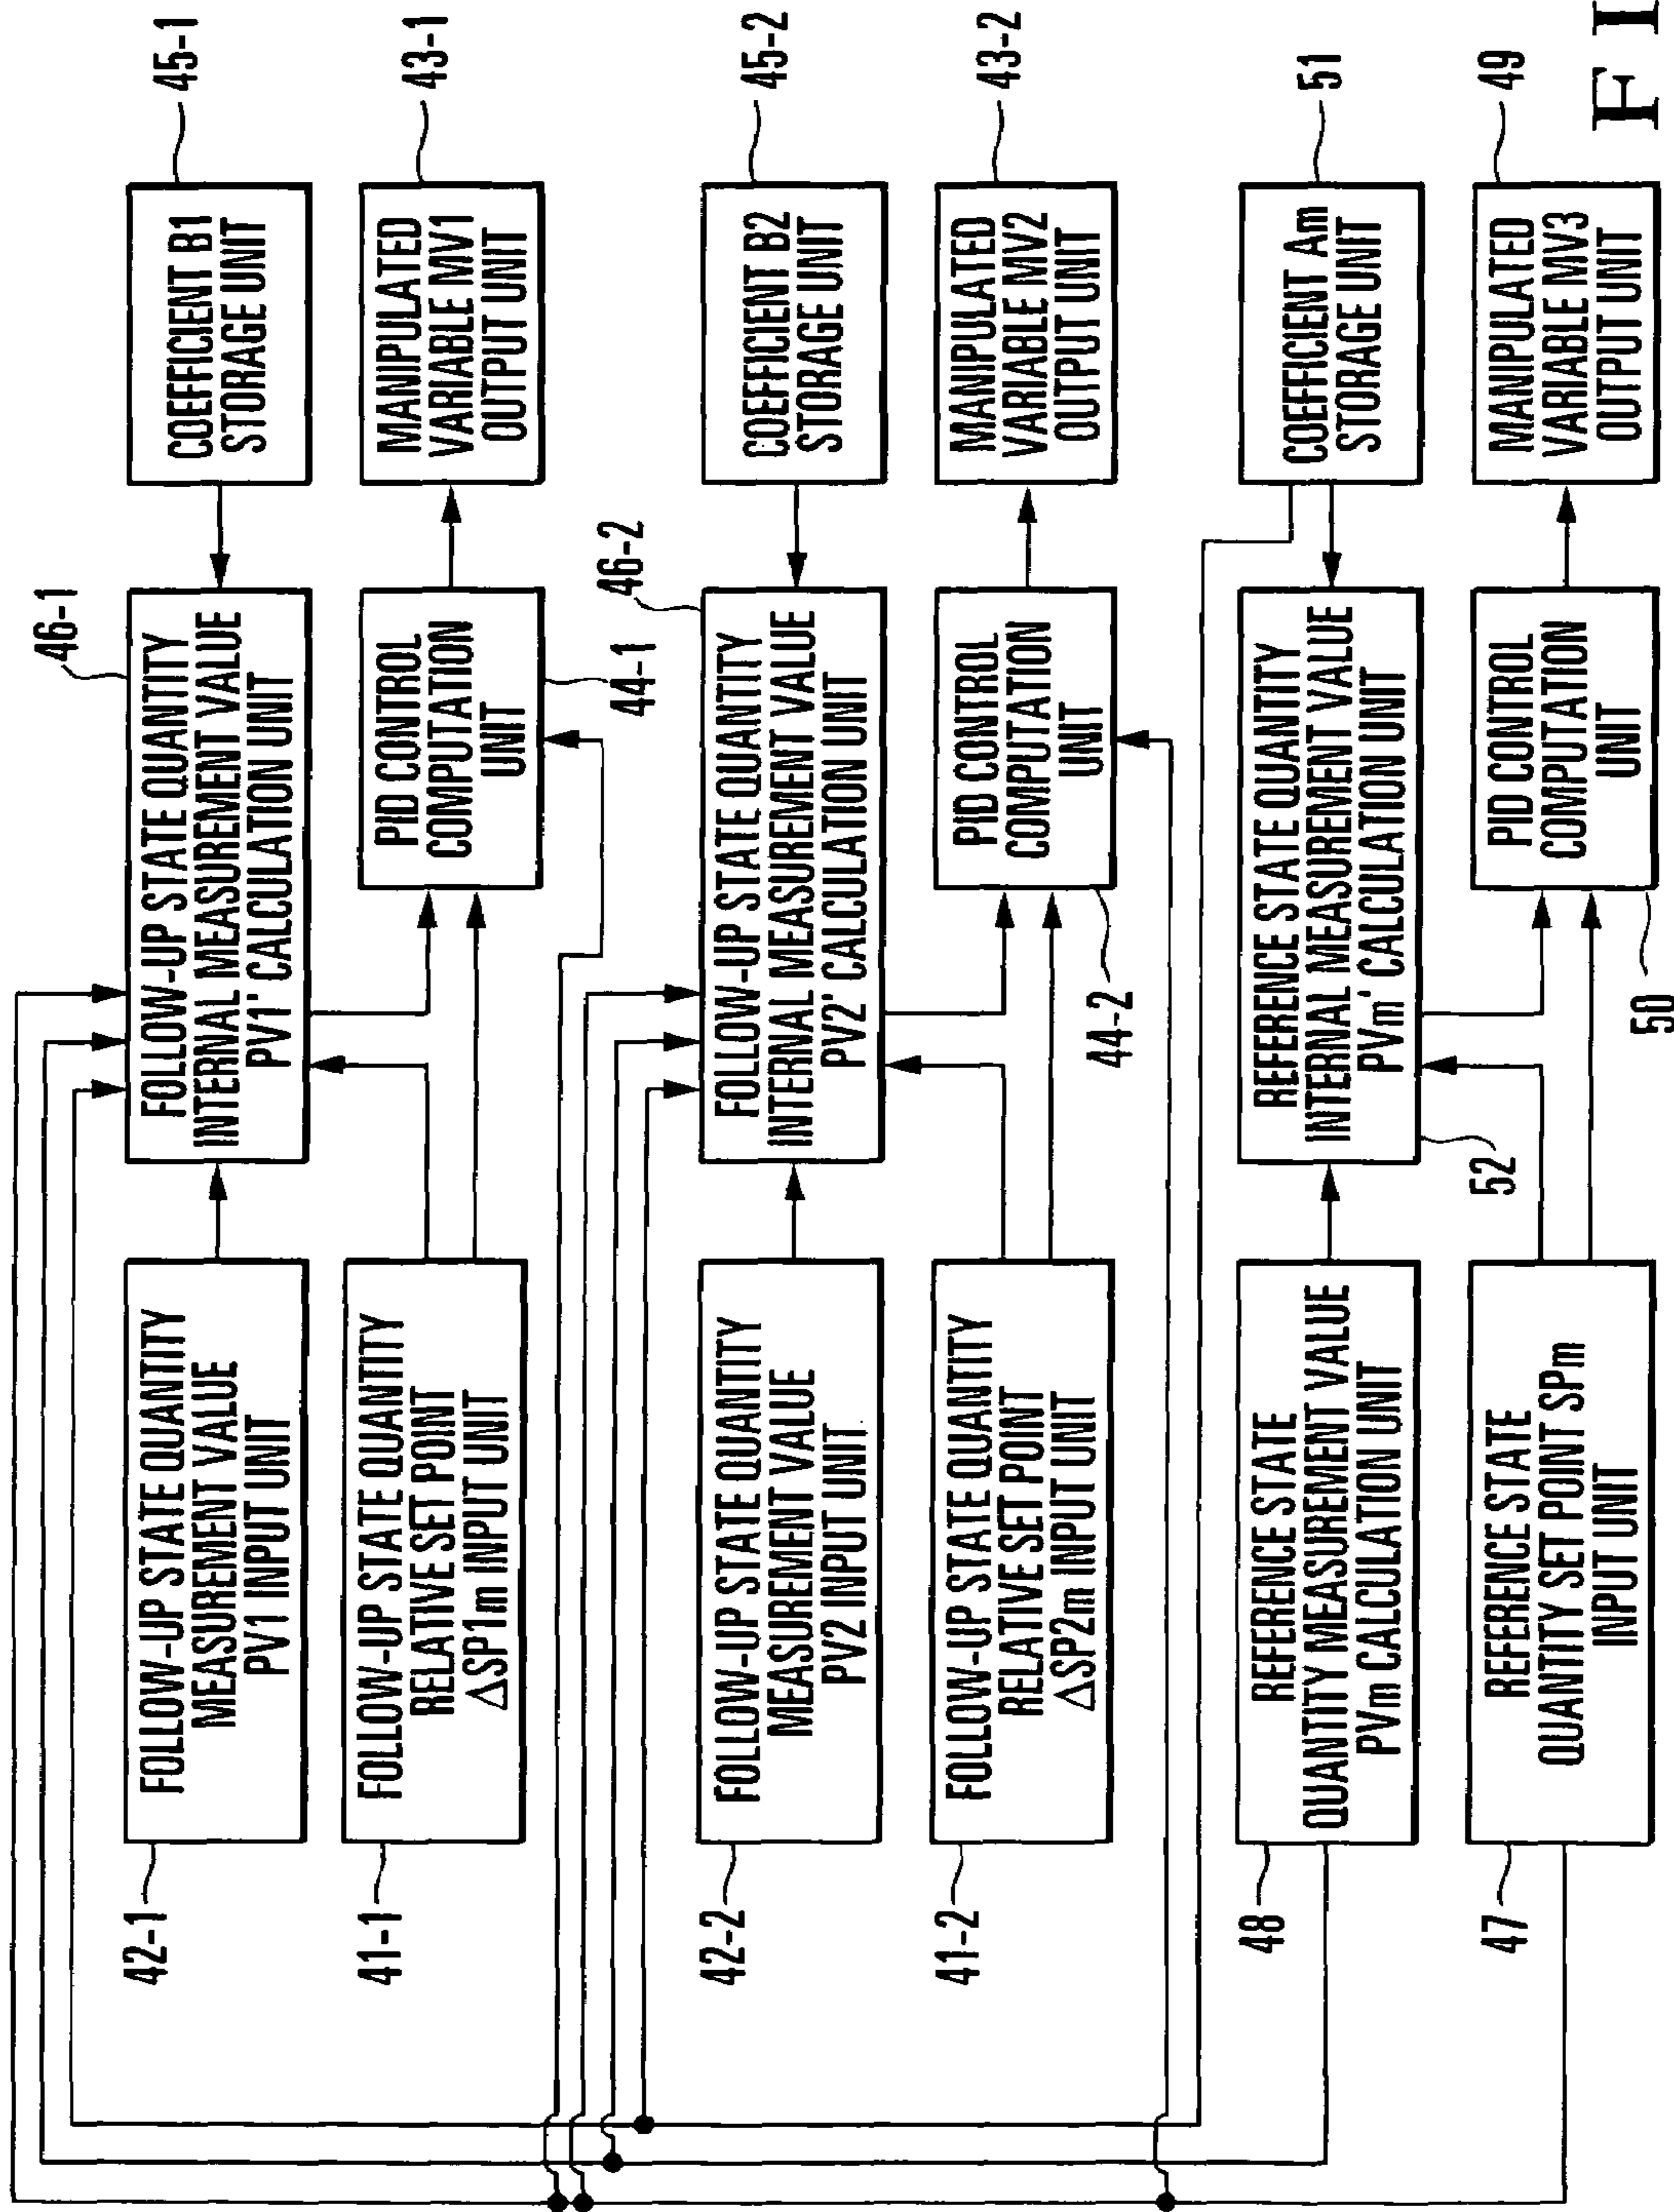 42-1
FOLLOW-UP STATE QUANTITY
MEASUREMENT VALUE
PV1 INPUT UNIT
46-1
FOLLOW-UP STATE QUANTITY
INTERNAL MEASUREMENT VALUE
PV1' CALCULATION UNIT
COEFFICIENT B1
STORAGE UNIT
45-1
41-1
FOLLOW-UP STATE QUANTITY
RELATIVE SET POINT
△SP1m INPUT UNIT
PID CONTROL
COMPUTATION
UNIT
44-1
MANIPULATED
VARIABLE MV1
OUTPUT UNIT
43-1
42-2
FOLLOW-UP STATE QUANTITY
MEASUREMENT VALUE
PV2 INPUT UNIT
46-2
FOLLOW-UP STATE QUANTITY
INTERNAL MEASUREMENT VALUE
PV2' CALCULATION UNIT
COEFFICIENT B2
STORAGE UNIT
45-2
41-2
FOLLOW-UP STATE QUANTITY
RELATIVE SET POINT
△SP2m INPUT UNIT
PID CONTROL
COMPUTATION
UNIT
44-2
MANIPULATED
VARIABLE MV2
OUTPUT UNIT
43-2
48
REFERENCE STATE
QUANTITY MEASUREMENT VALUE
PVm CALCULATION UNIT
REFERENCE STATE QUANTITY
INTERNAL MEASUREMENT VALUE
PVm' CALCULATION UNIT
52
COEFFICIENT Am
STORAGE UNIT
51
47
REFERENCE STATE
QUANTITY SET POINT SPm
INPUT UNIT
PID CONTROL
COMPUTATION
UNIT
50
MANIPULATED
VARIABLE MV3
OUTPUT UNIT
49
F I